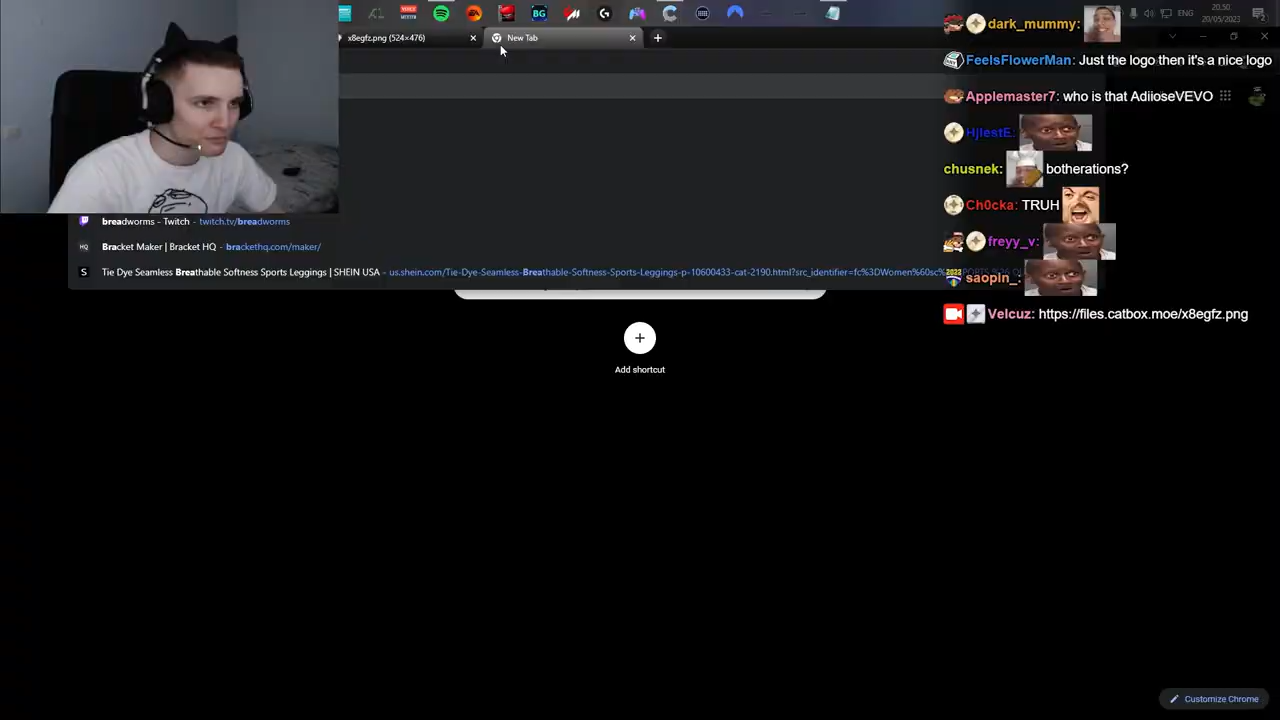 x8egfz.png (524×476)
New Tab
ENG
20.50
20/05/2023
breadworms - Twitch - twitch.tv/breadworms
HQ Bracket Maker | Bracket HQ - brackethq.com/maker/
S Tie Dye Seamless Breathable Softness Sports Leggings | SHEIN USA - us.shein.com/Tie-Dye-Seamless-Breathable-Softness-Sports-Leggings-p-10600433-cat-2190.html?src_identifier=fc%3DWomen%60sc%
Add shortcut
Customize Chrome
dark_mummy:
FeelsFlowerMan: Just the logo then it's a nice logo
Applemaster7: who is that AdiioseVEVO
HjlestE:
chusnek: botherations?
Ch0cka: TRUH
freyy_v:
saopin_:
Velcuz: https://files.catbox.moe/x8egfz.png